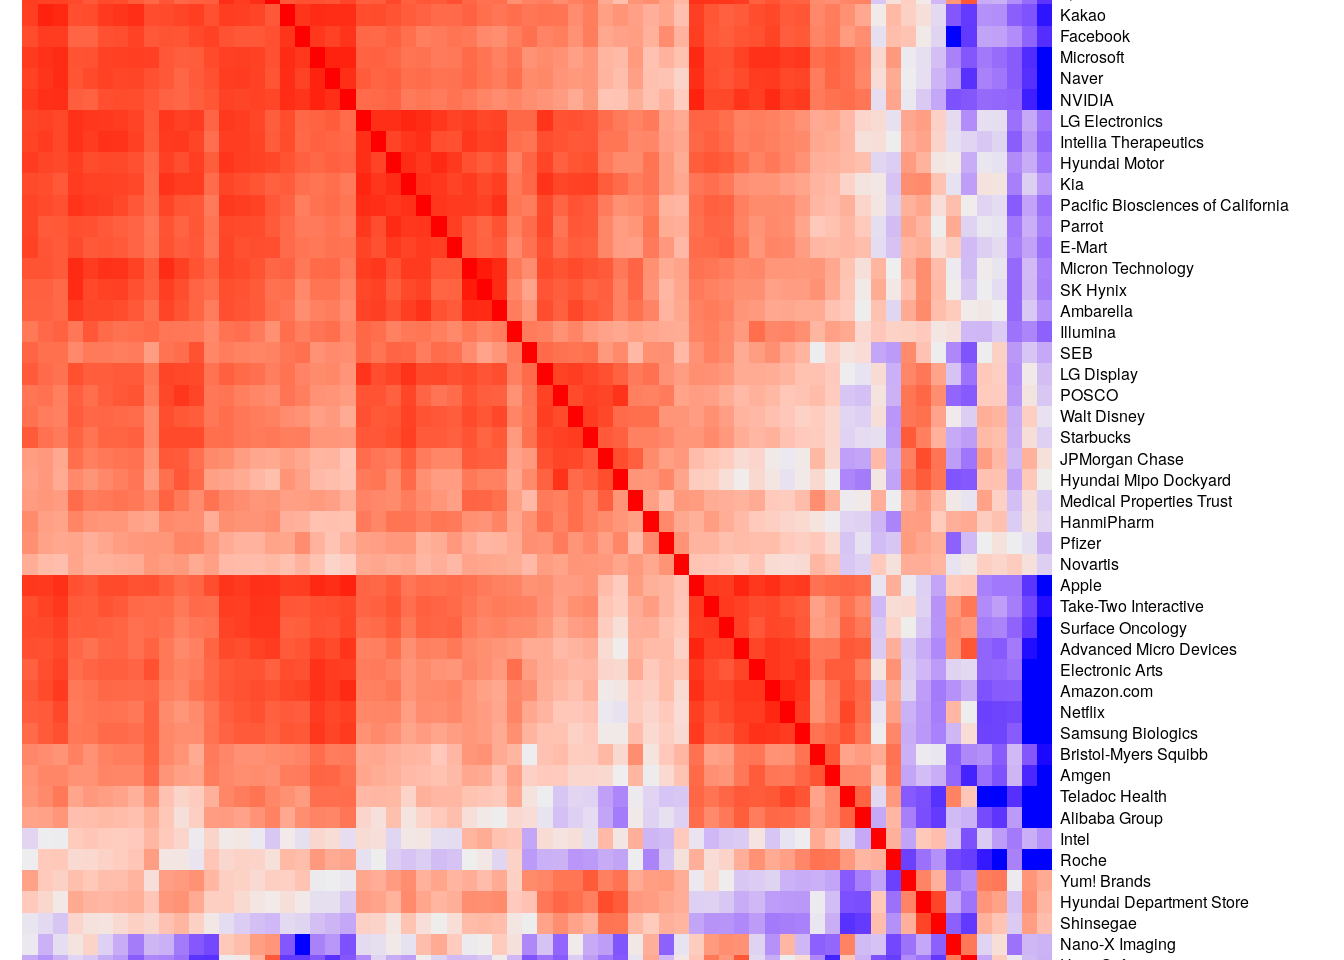 Kakao
Facebook
Microsoft
Naver
NVIDIA
LG Electronics
Intellia Therapeutics
Hyundai Motor
Kia
Pacific Biosciences of California
Parrot
E-Mart
Micron Technology
SK Hynix
Ambarella
Illumina
SEB
LG Display
POSCO
Walt Disney
Starbucks
JPMorgan Chase
Hyundai Mipo Dockyard
Medical Properties Trust
HanmiPharm
Pfizer
Novartis
Apple
Take-Two Interactive
Surface Oncology
Advanced Micro Devices
Electronic Arts
Amazon.com
Netflix
Samsung Biologics
Bristol-Myers Squibb
Amgen
Teladoc Health
Alibaba Group
Intel
Roche
Yum! Brands
Hyundai Department Store
Shinsegae
Nano-X Imaging